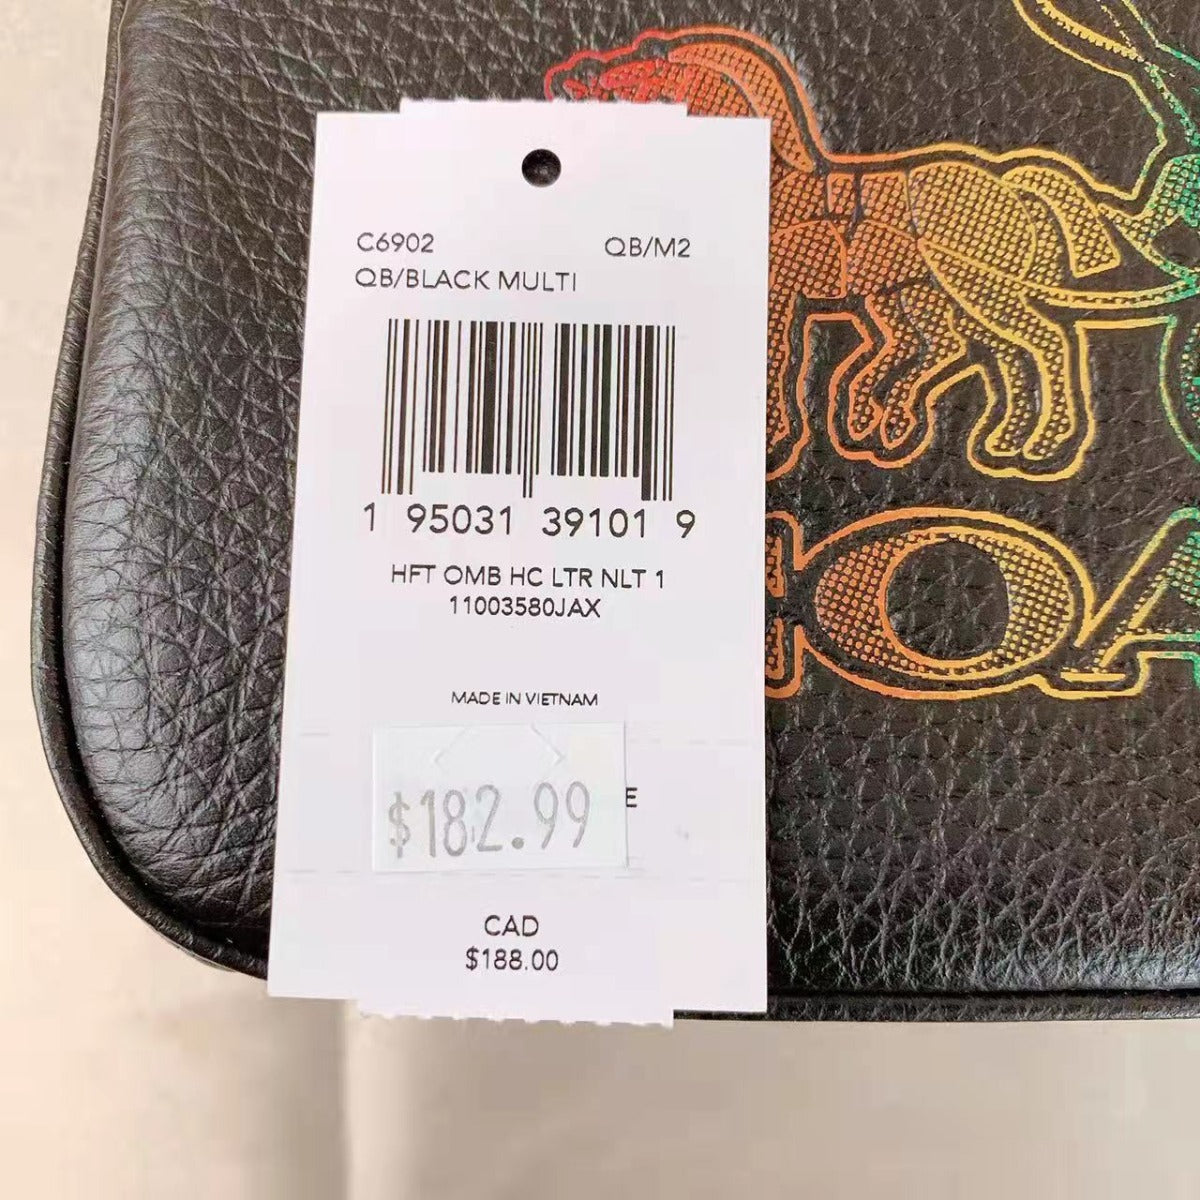 C6902 QB/M2
QB/BLACK MULTI
1 95031 39101 9
HFT OMB HC LTR NLT 1
11003580JAX
MADE IN VIETNAM
E
$182.99
CAD
$188.00